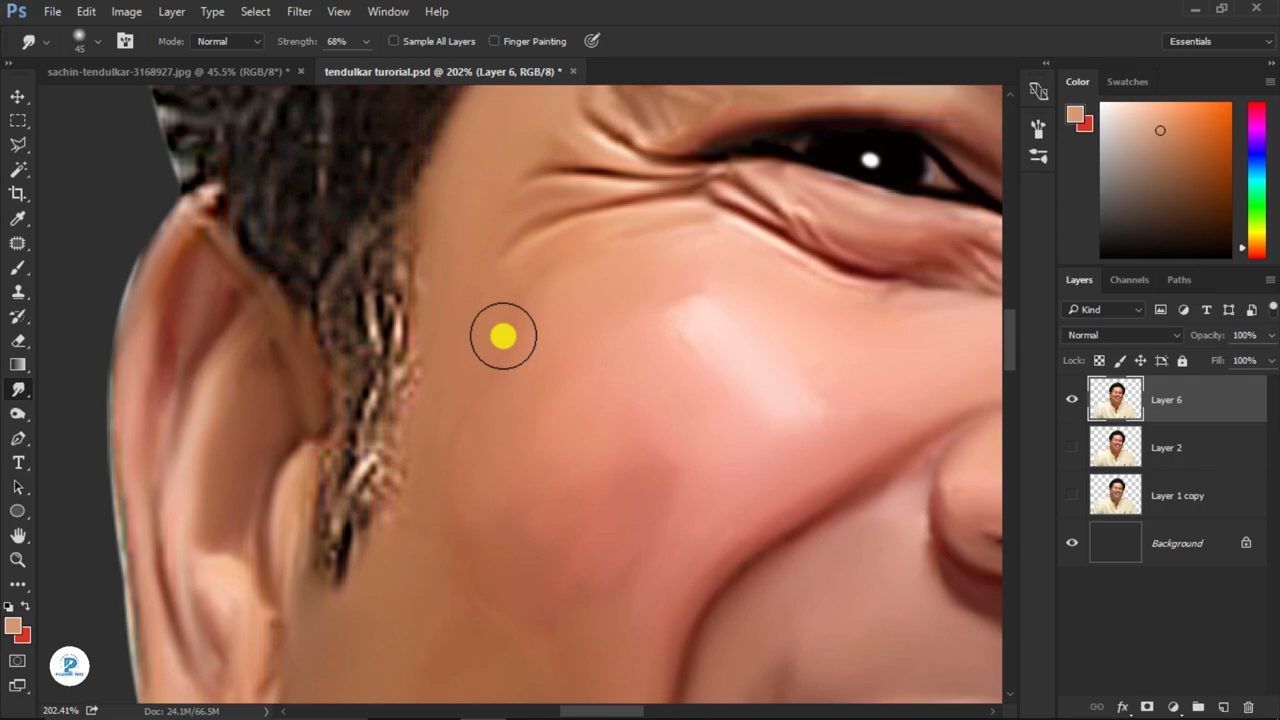 Ps File Edit Image Layer Type Select Filter View Window Help
45 Mode: Normal Strength: 68% Sample All Layers Finger Painting Essentials
sachin-tendulkar-3168927.jpg @ 45.5% (RGB/8*) * × tendulkar turorial.psd @ 202% (Layer 6, RGB/8) * ×
Color Swatches
Layers Channels Paths
Kind
Normal Opacity: 100%
Lock: Fill: 100%
Layer 6
Layer 2
Layer 1 copy
Background
202.41% Doc: 24.1M/66.5M